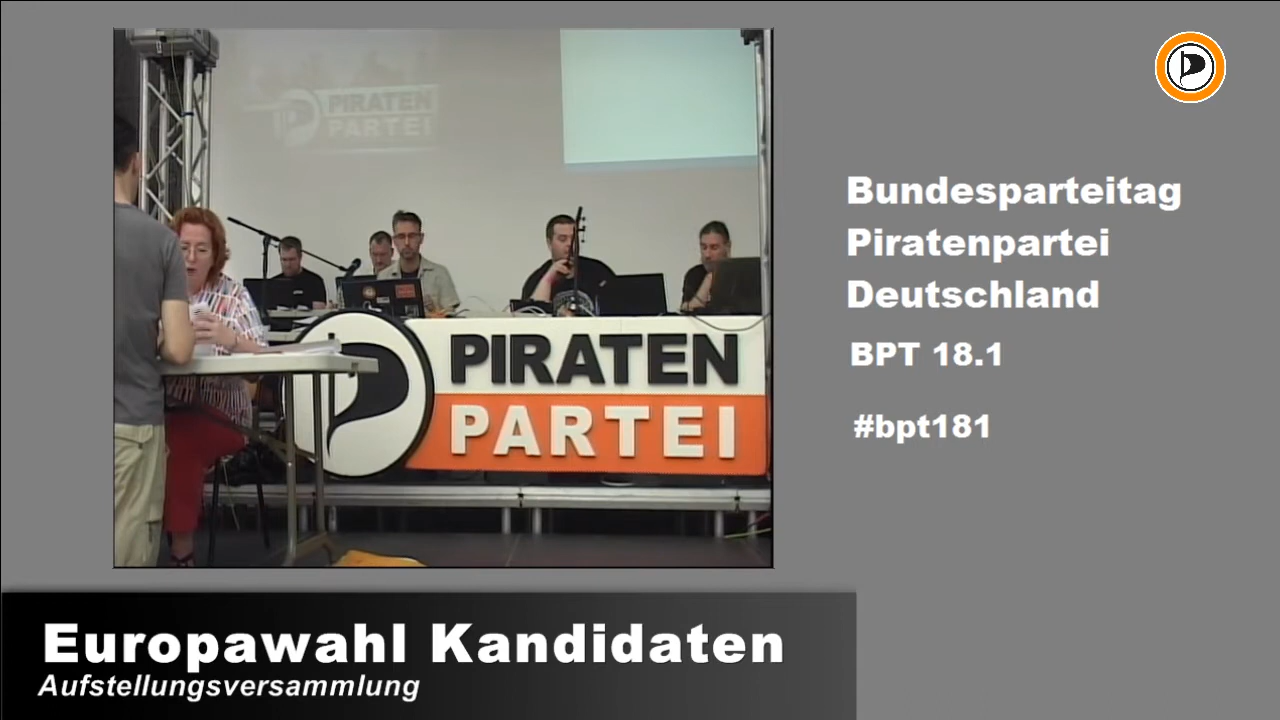 PIRATEN
PARTEI
PIRATEN
PARTEI
Bundesparteitag
Piratenpartei
Deutschland
BPT 18.1
#bpt181
Europawahl Kandidaten
Aufstellungsversammlung